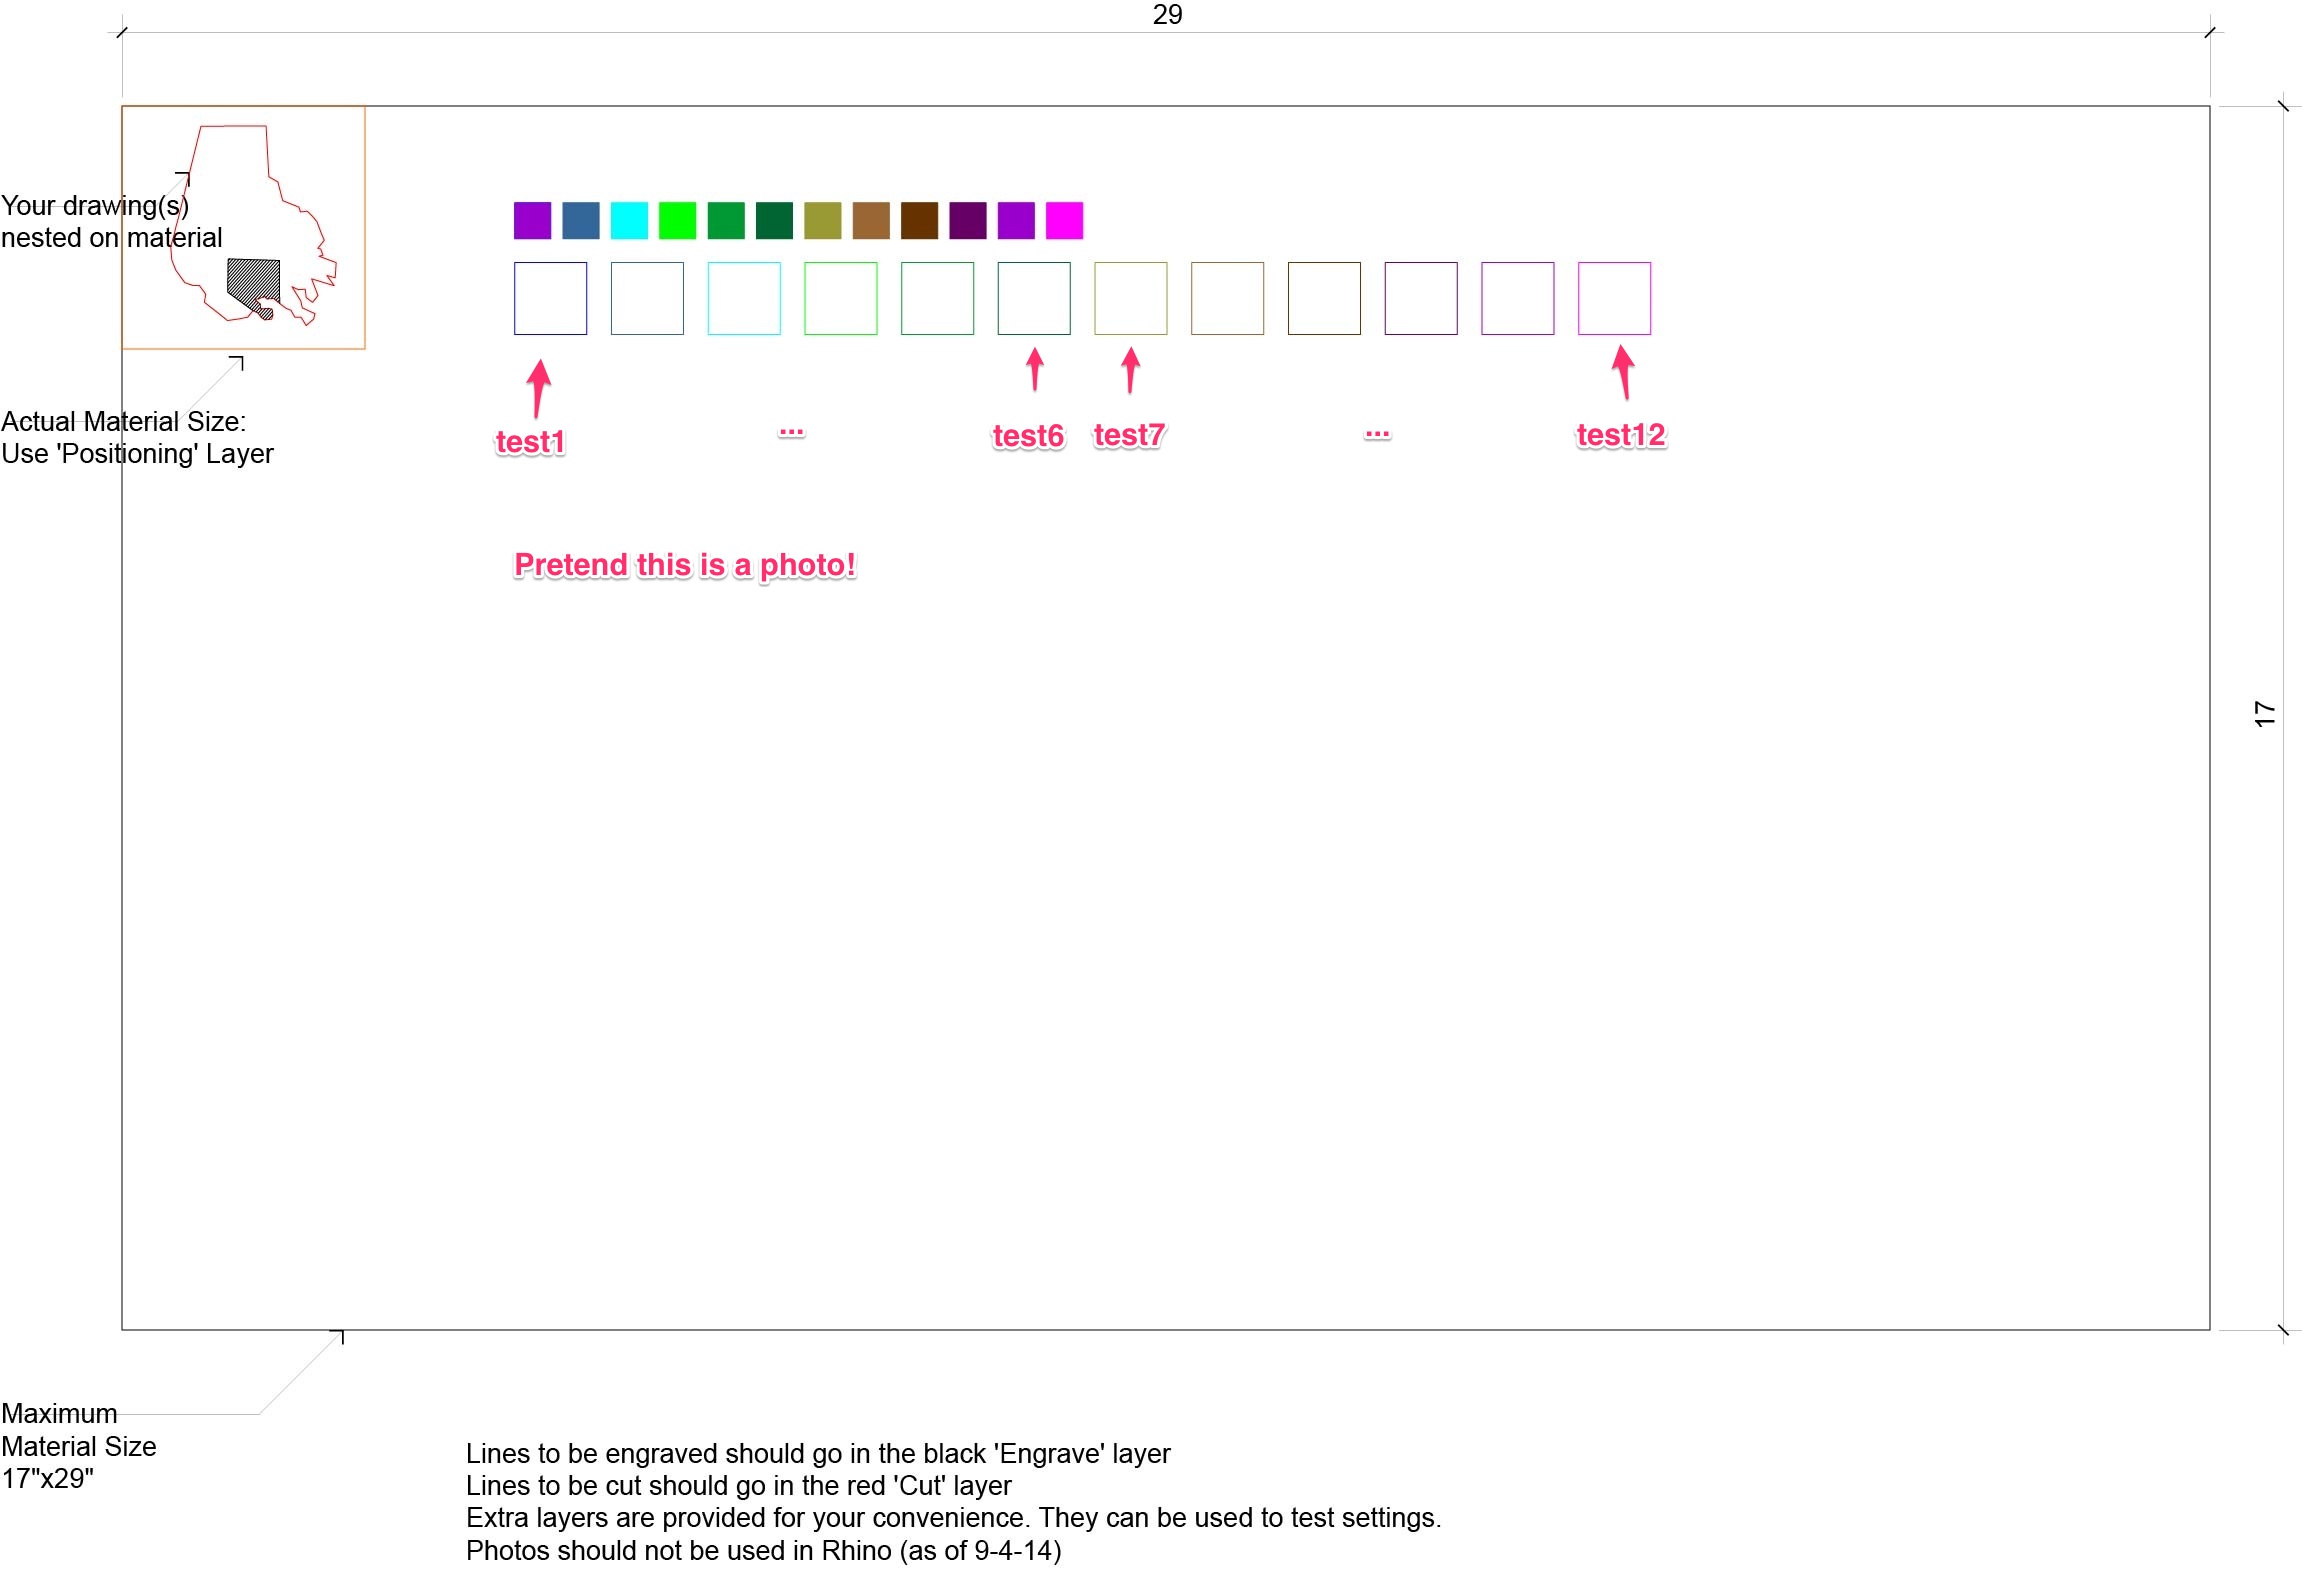 29
Your drawing(s)
nested on material
Actual Material Size:
Use 'Positioning' Layer
test1
...
test6
test7
...
test12
Pretend this is a photo!
17
Maximum
Material Size
17"x29"
Lines to be engraved should go in the black 'Engrave' layer
Lines to be cut should go in the red 'Cut' layer
Extra layers are provided for your convenience. They can be used to test settings.
Photos should not be used in Rhino (as of 9-4-14)